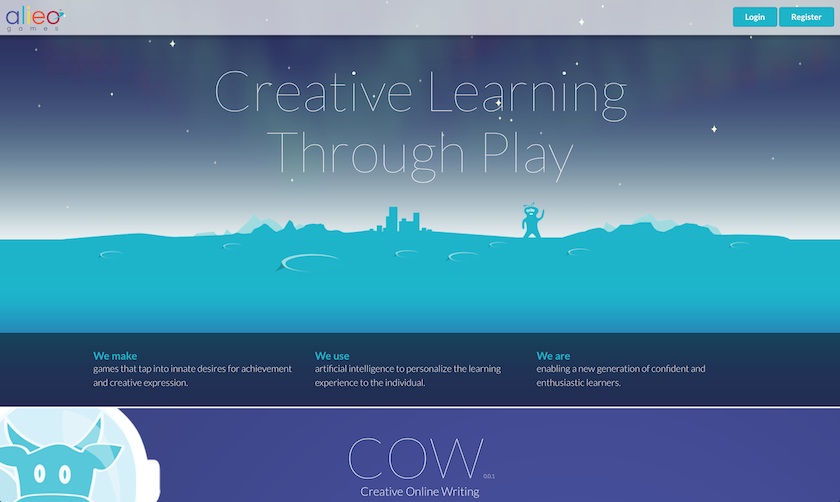 alieo
games
Login
Register
Creative Learning
Through Play
We make
games that tap into innate desires for achievement
and creative expression.
We use
artificial intelligence to personalize the learning
experience to the individual.
We are
enabling a new generation of confident and
enthusiastic learners.
COW 0.0.1
Creative Online Writing